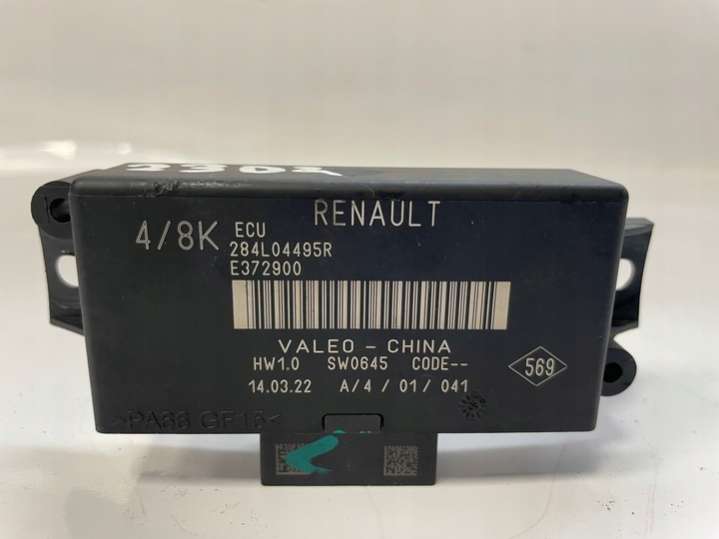 RENAULT
4/8K
ECU
284L04495R
E372900
VALEO - CHINA
HW1.0 SW0645 CODE--
14.03.22 A/4/01/041
569
>PA66 GF15<